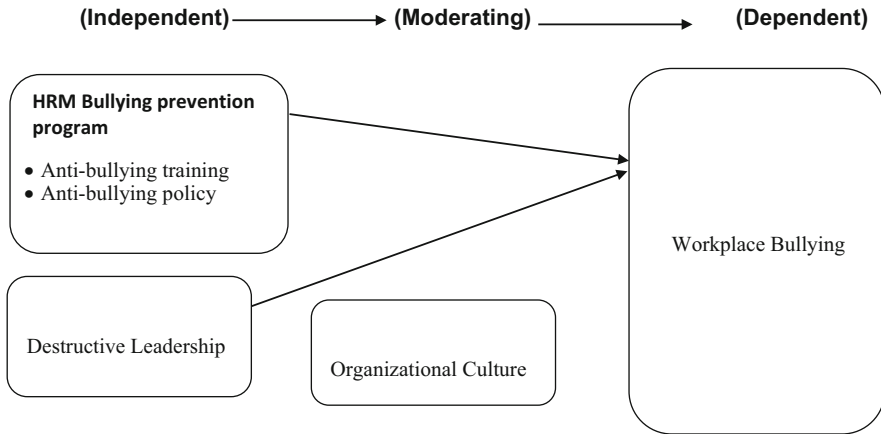 (Independent) (Moderating) (Dependent)
HRM Bullying prevention
program
• Anti-bullying training
• Anti-bullying policy
Workplace Bullying
Destructive Leadership
Organizational Culture